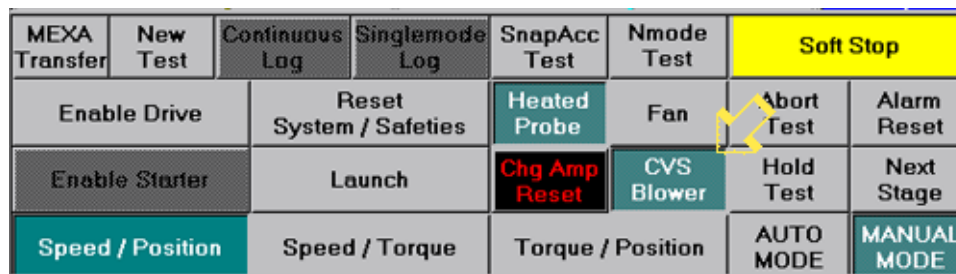 MEXA Transfer
New Test
Continuous Log
Singlemode Log
SnapAcc Test
Nmode Test
Soft Stop
Enable Drive
Reset System / Safeties
Heated Probe
Fan
Abort Test
Alarm Reset
Enable Starter
Launch
Chg Amp Reset
CVS Blower
Hold Test
Next Stage
Speed / Position
Speed / Torque
Torque / Position
AUTO MODE
MANUAL MODE